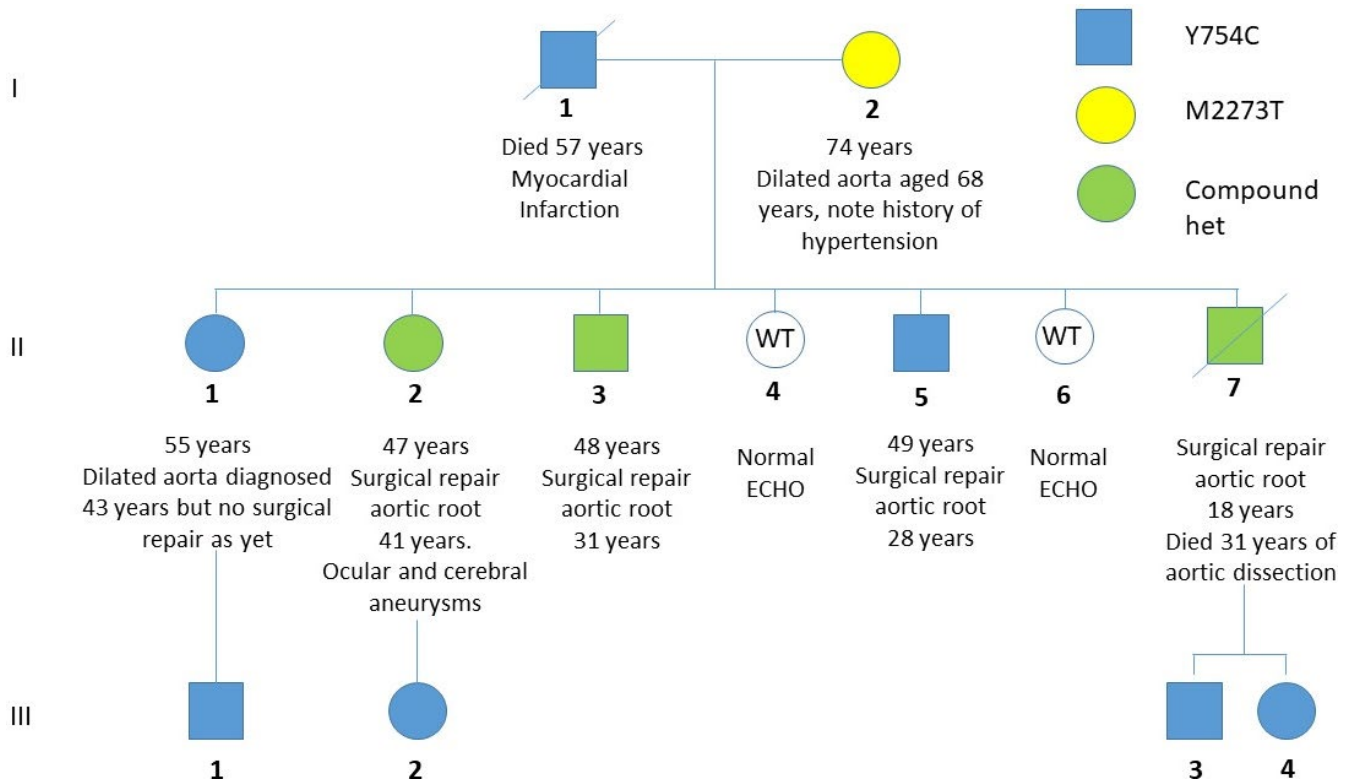 I
1
Died 57 years
Myocardial
Infarction
2
74 years
Dilated aorta aged 68
years, note history of
hypertension
Y754C
M2273T
Compound
het
II
1
55 years
Dilated aorta diagnosed
43 years but no surgical
repair as yet
2
47 years
Surgical repair
aortic root
41 years.
Ocular and cerebral
aneurysms
3
48 years
Surgical repair
aortic root
31 years
WT
4
Normal
ECHO
5
49 years
Surgical repair
aortic root
28 years
WT
6
Normal
ECHO
7
Surgical repair
aortic root
18 years
Died 31 years of
aortic dissection
III
1
2
3
4